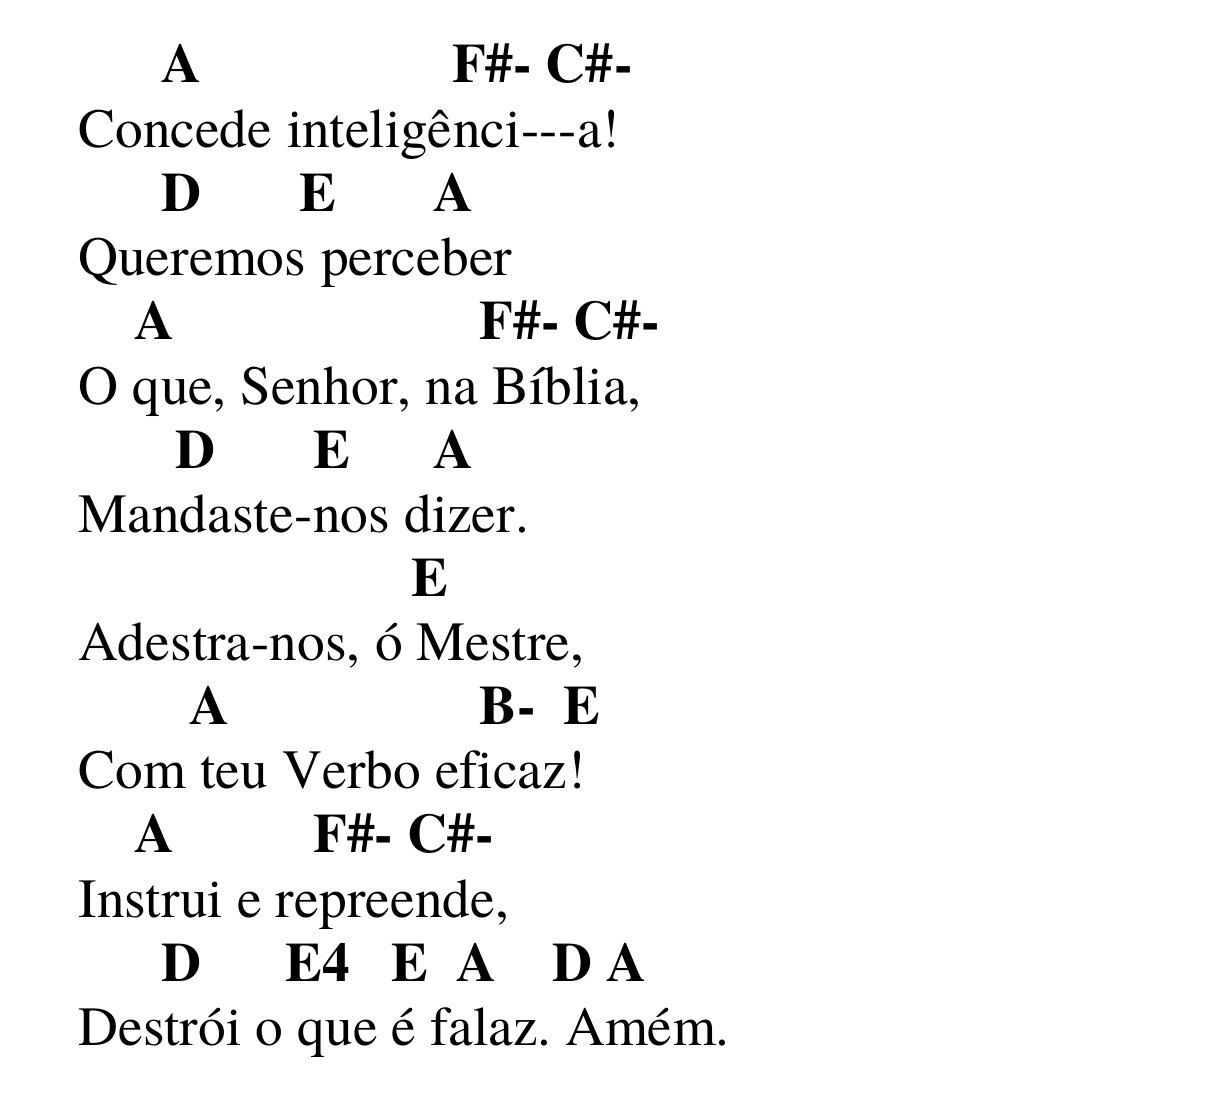 A F#- C#-
Concede inteligênci---a!
D E A
Queremos perceber
A F#- C#-
O que, Senhor, na Bíblia,
D E A
Mandaste-nos dizer.
E
Adestra-nos, ó Mestre,
A B- E
Com teu Verbo eficaz!
A F#- C#-
Instrui e repreende,
D E4 E A D A
Destrói o que é falaz. Amém.